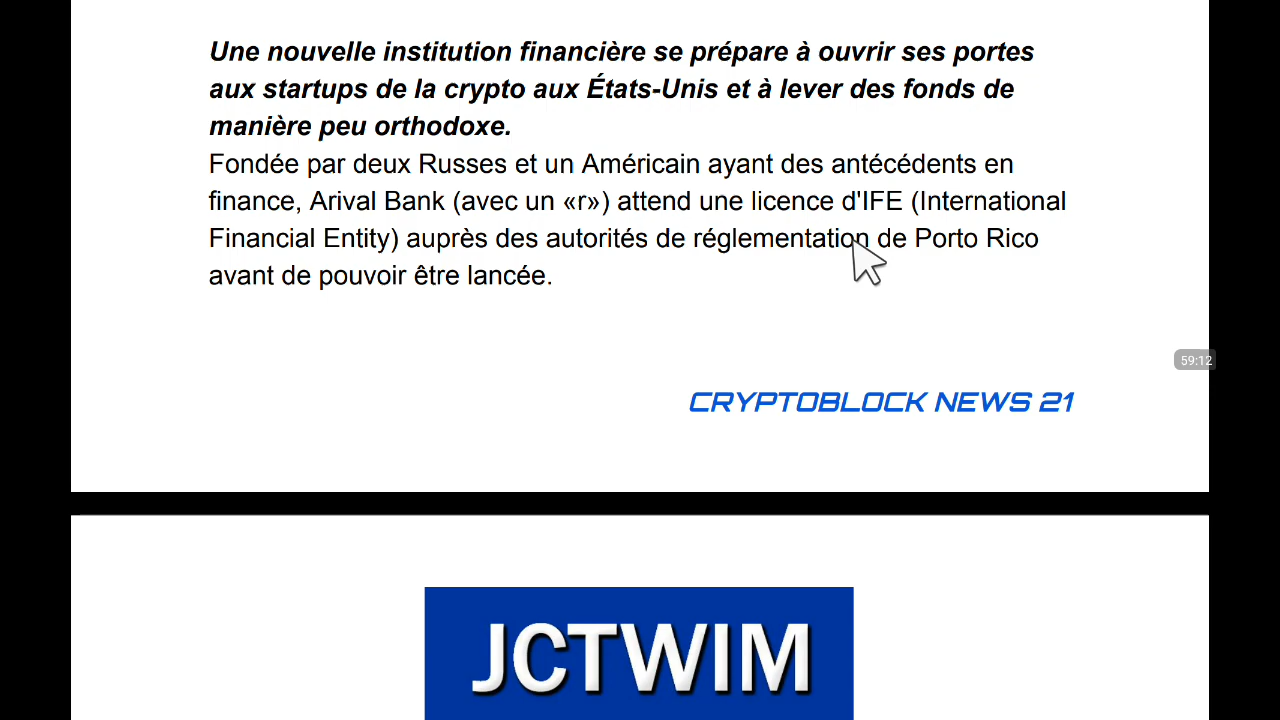 Une nouvelle institution financière se prépare à ouvrir ses portes
aux startups de la crypto aux États-Unis et à lever des fonds de
manière peu orthodoxe.
Fondée par deux Russes et un Américain ayant des antécédents en
finance, Arival Bank (avec un «r») attend une licence d'IFE (International
Financial Entity) auprès des autorités de réglementation de Porto Rico
avant de pouvoir être lancée.
59:12
CRYPTOBLOCK NEWS 21
JCTWIM